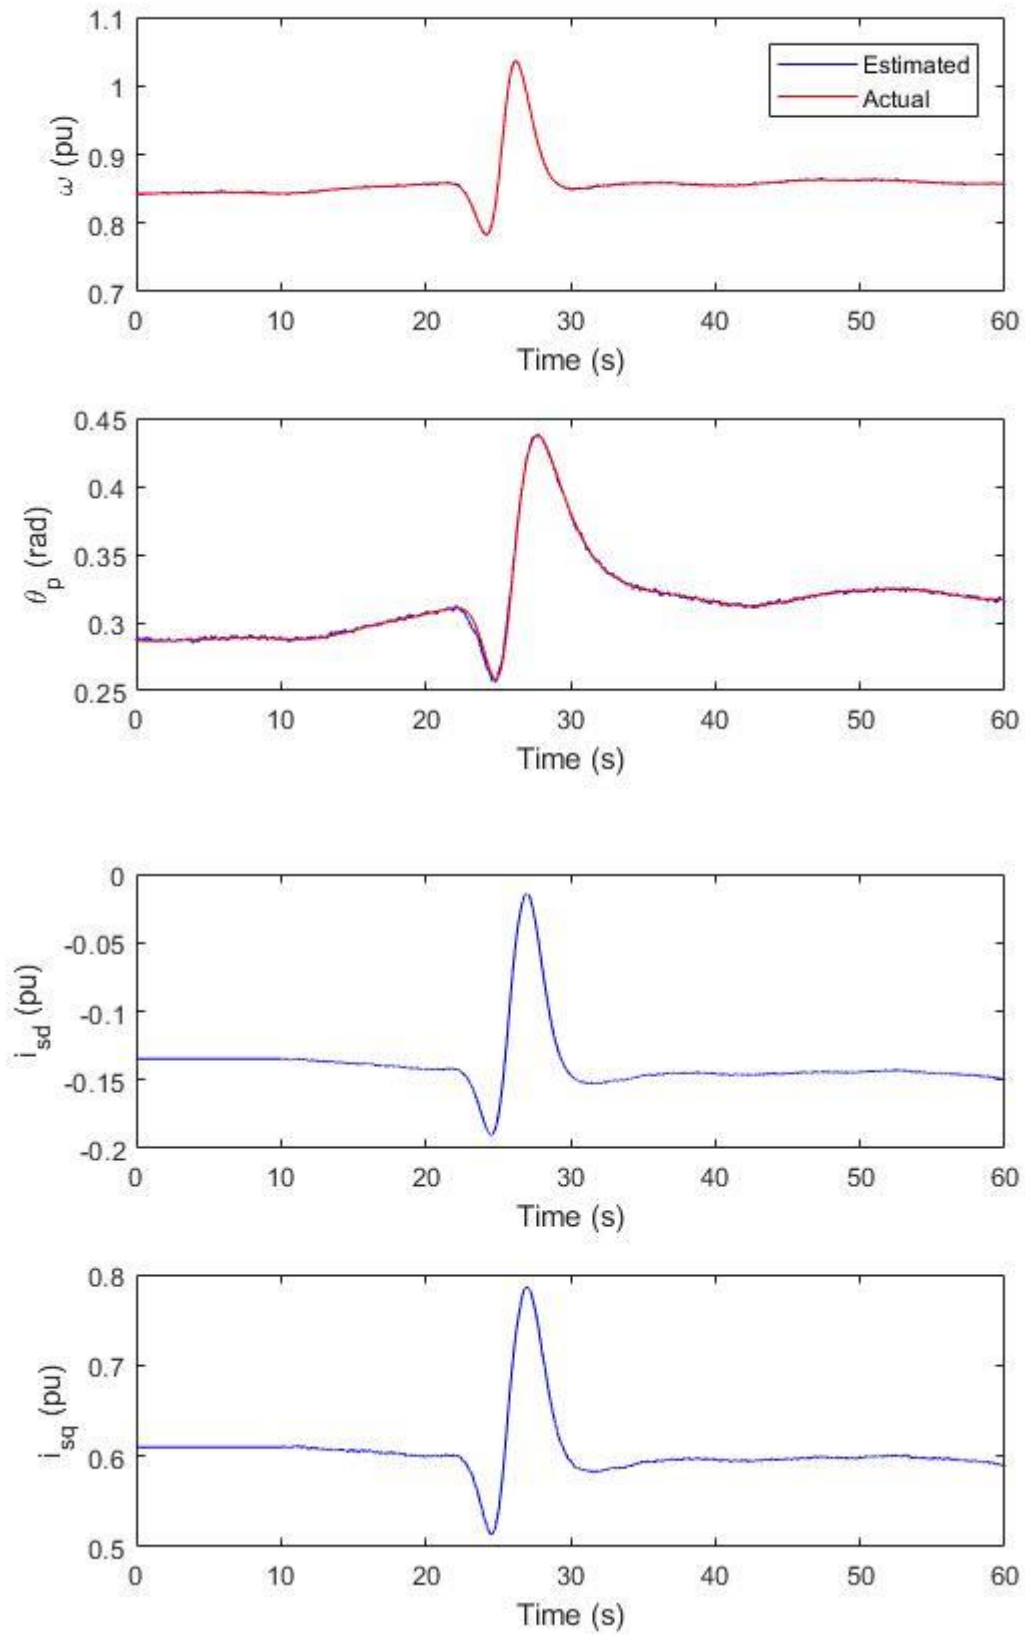 1.1
1
0.9
0.8
0.7
ω (pu)
Estimated
Actual
0 10 20 30 40 50 60
Time (s)
0.45
0.4
0.35
0.3
0.25
θp (rad)
0 10 20 30 40 50 60
Time (s)
0
-0.05
-0.1
-0.15
-0.2
isd (pu)
0 10 20 30 40 50 60
Time (s)
0.8
0.7
0.6
0.5
isq (pu)
0 10 20 30 40 50 60
Time (s)